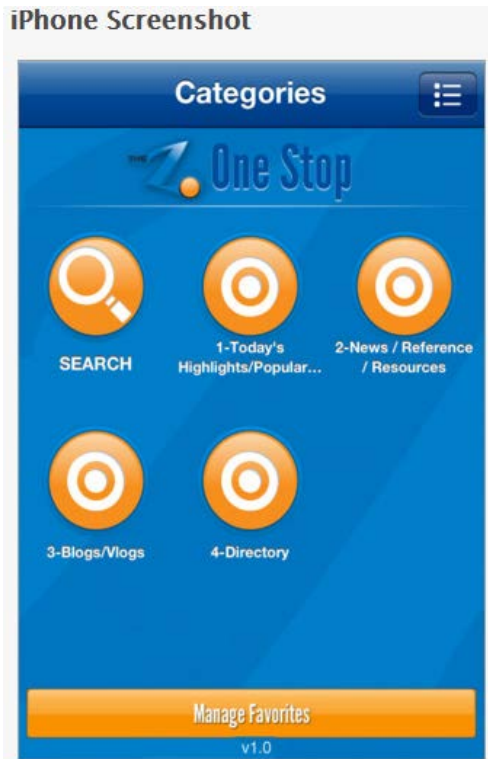 iPhone Screenshot
Categories
THE Z. One Stop
SEARCH
1-Today's
Highlights/Popular...
2-News / Reference
/ Resources
3-Blogs/Vlogs
4-Directory
Manage Favorites
v1.0